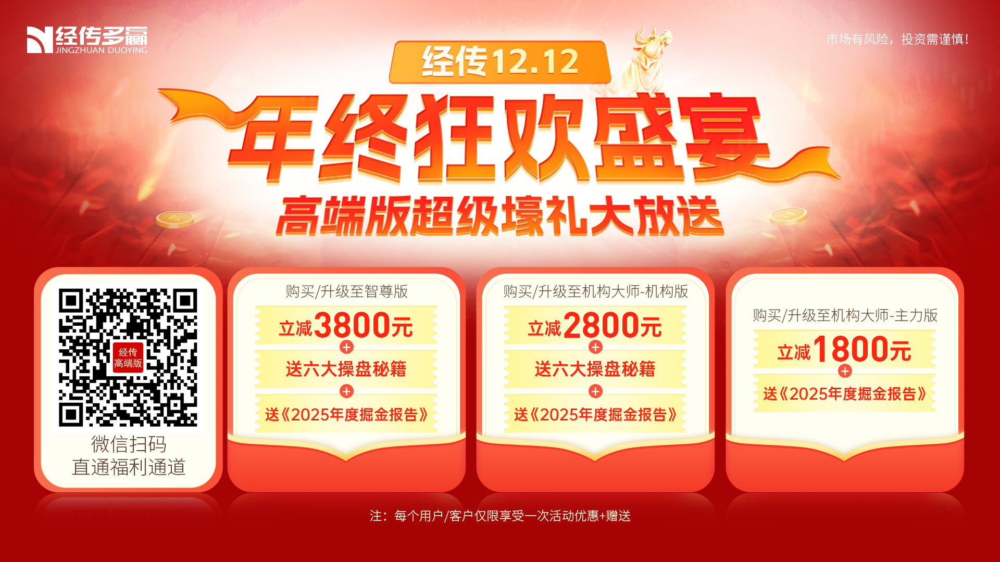 经传多赢
JINGZHUAN DUOYING
市场有风险，投资需谨慎！
经传12.12
年终狂欢盛宴
高端版超级壕礼大放送
经传
高端版
微信扫码
直通福利通道
购买/升级至智尊版
立减3800元
+
送六大操盘秘籍
+
送《2025年度掘金报告》
购买/升级至机构大师-机构版
立减2800元
+
送六大操盘秘籍
+
送《2025年度掘金报告》
购买/升级至机构大师-主力版
立减1800元
+
送《2025年度掘金报告》
注：每个用户/客户仅限享受一次活动优惠+赠送